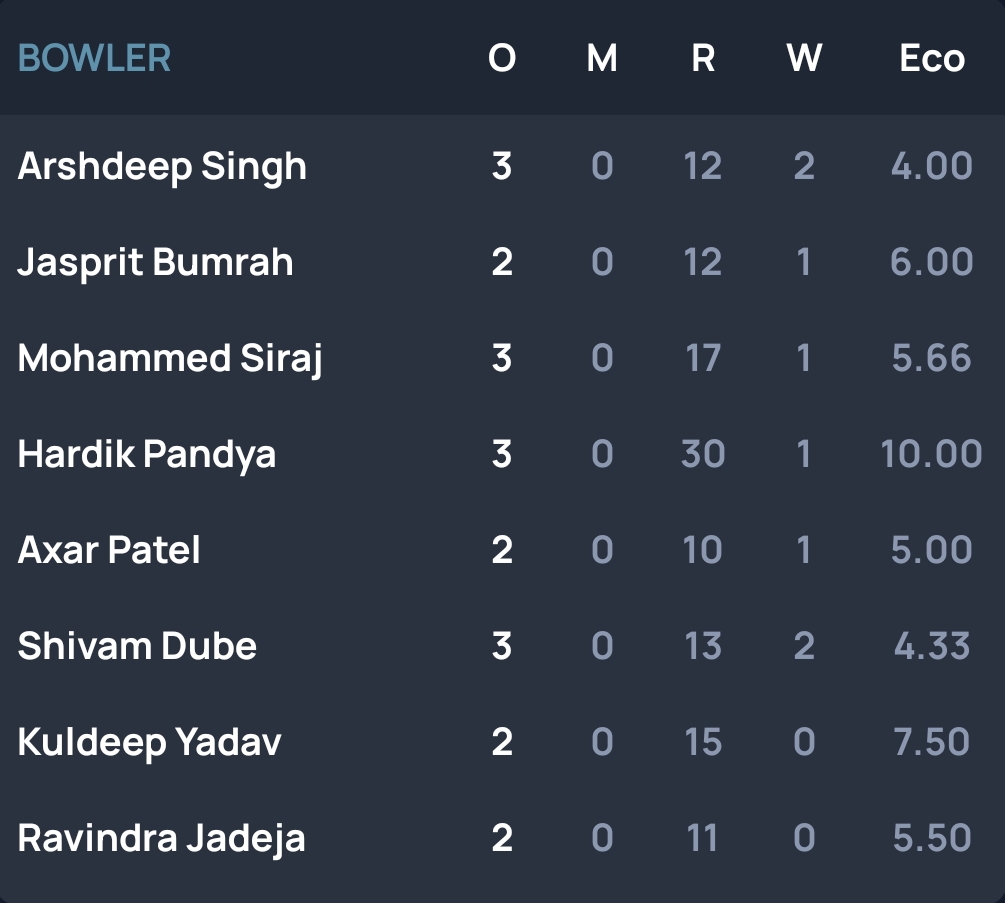 BOWLER O M R W Eco
Arshdeep Singh 3 0 12 2 4.00
Jasprit Bumrah 2 0 12 1 6.00
Mohammed Siraj 3 0 17 1 5.66
Hardik Pandya 3 0 30 1 10.00
Axar Patel 2 0 10 1 5.00
Shivam Dube 3 0 13 2 4.33
Kuldeep Yadav 2 0 15 0 7.50
Ravindra Jadeja 2 0 11 0 5.50